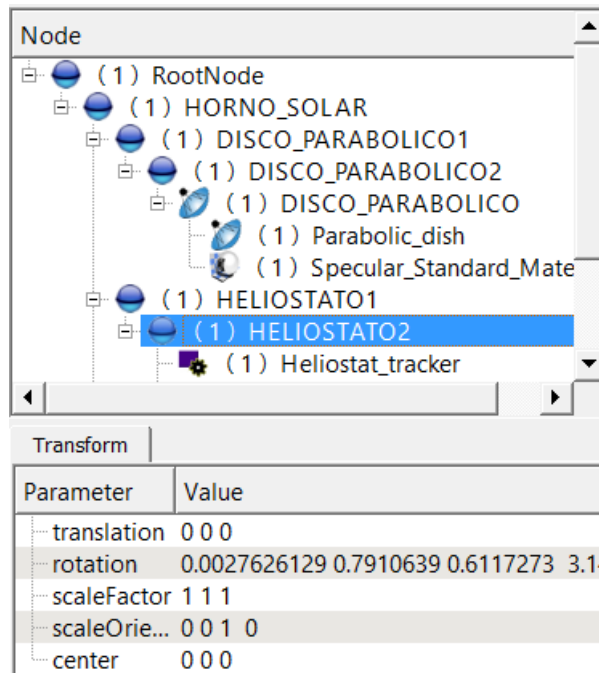 Node
(1) RootNode
(1) HORNO_SOLAR
(1) DISCO_PARABOLICO1
(1) DISCO_PARABOLICO2
(1) DISCO_PARABOLICO
(1) Parabolic_dish
(1) Specular_Standard_Mate
(1) HELIOSTATO1
(1) HELIOSTATO2
(1) Heliostat_tracker
Transform
Parameter Value
translation 0 0 0
rotation 0.0027626129 0.7910639 0.6117273 3.1
scaleFactor 1 1 1
scaleOrie... 0 0 1 0
center 0 0 0